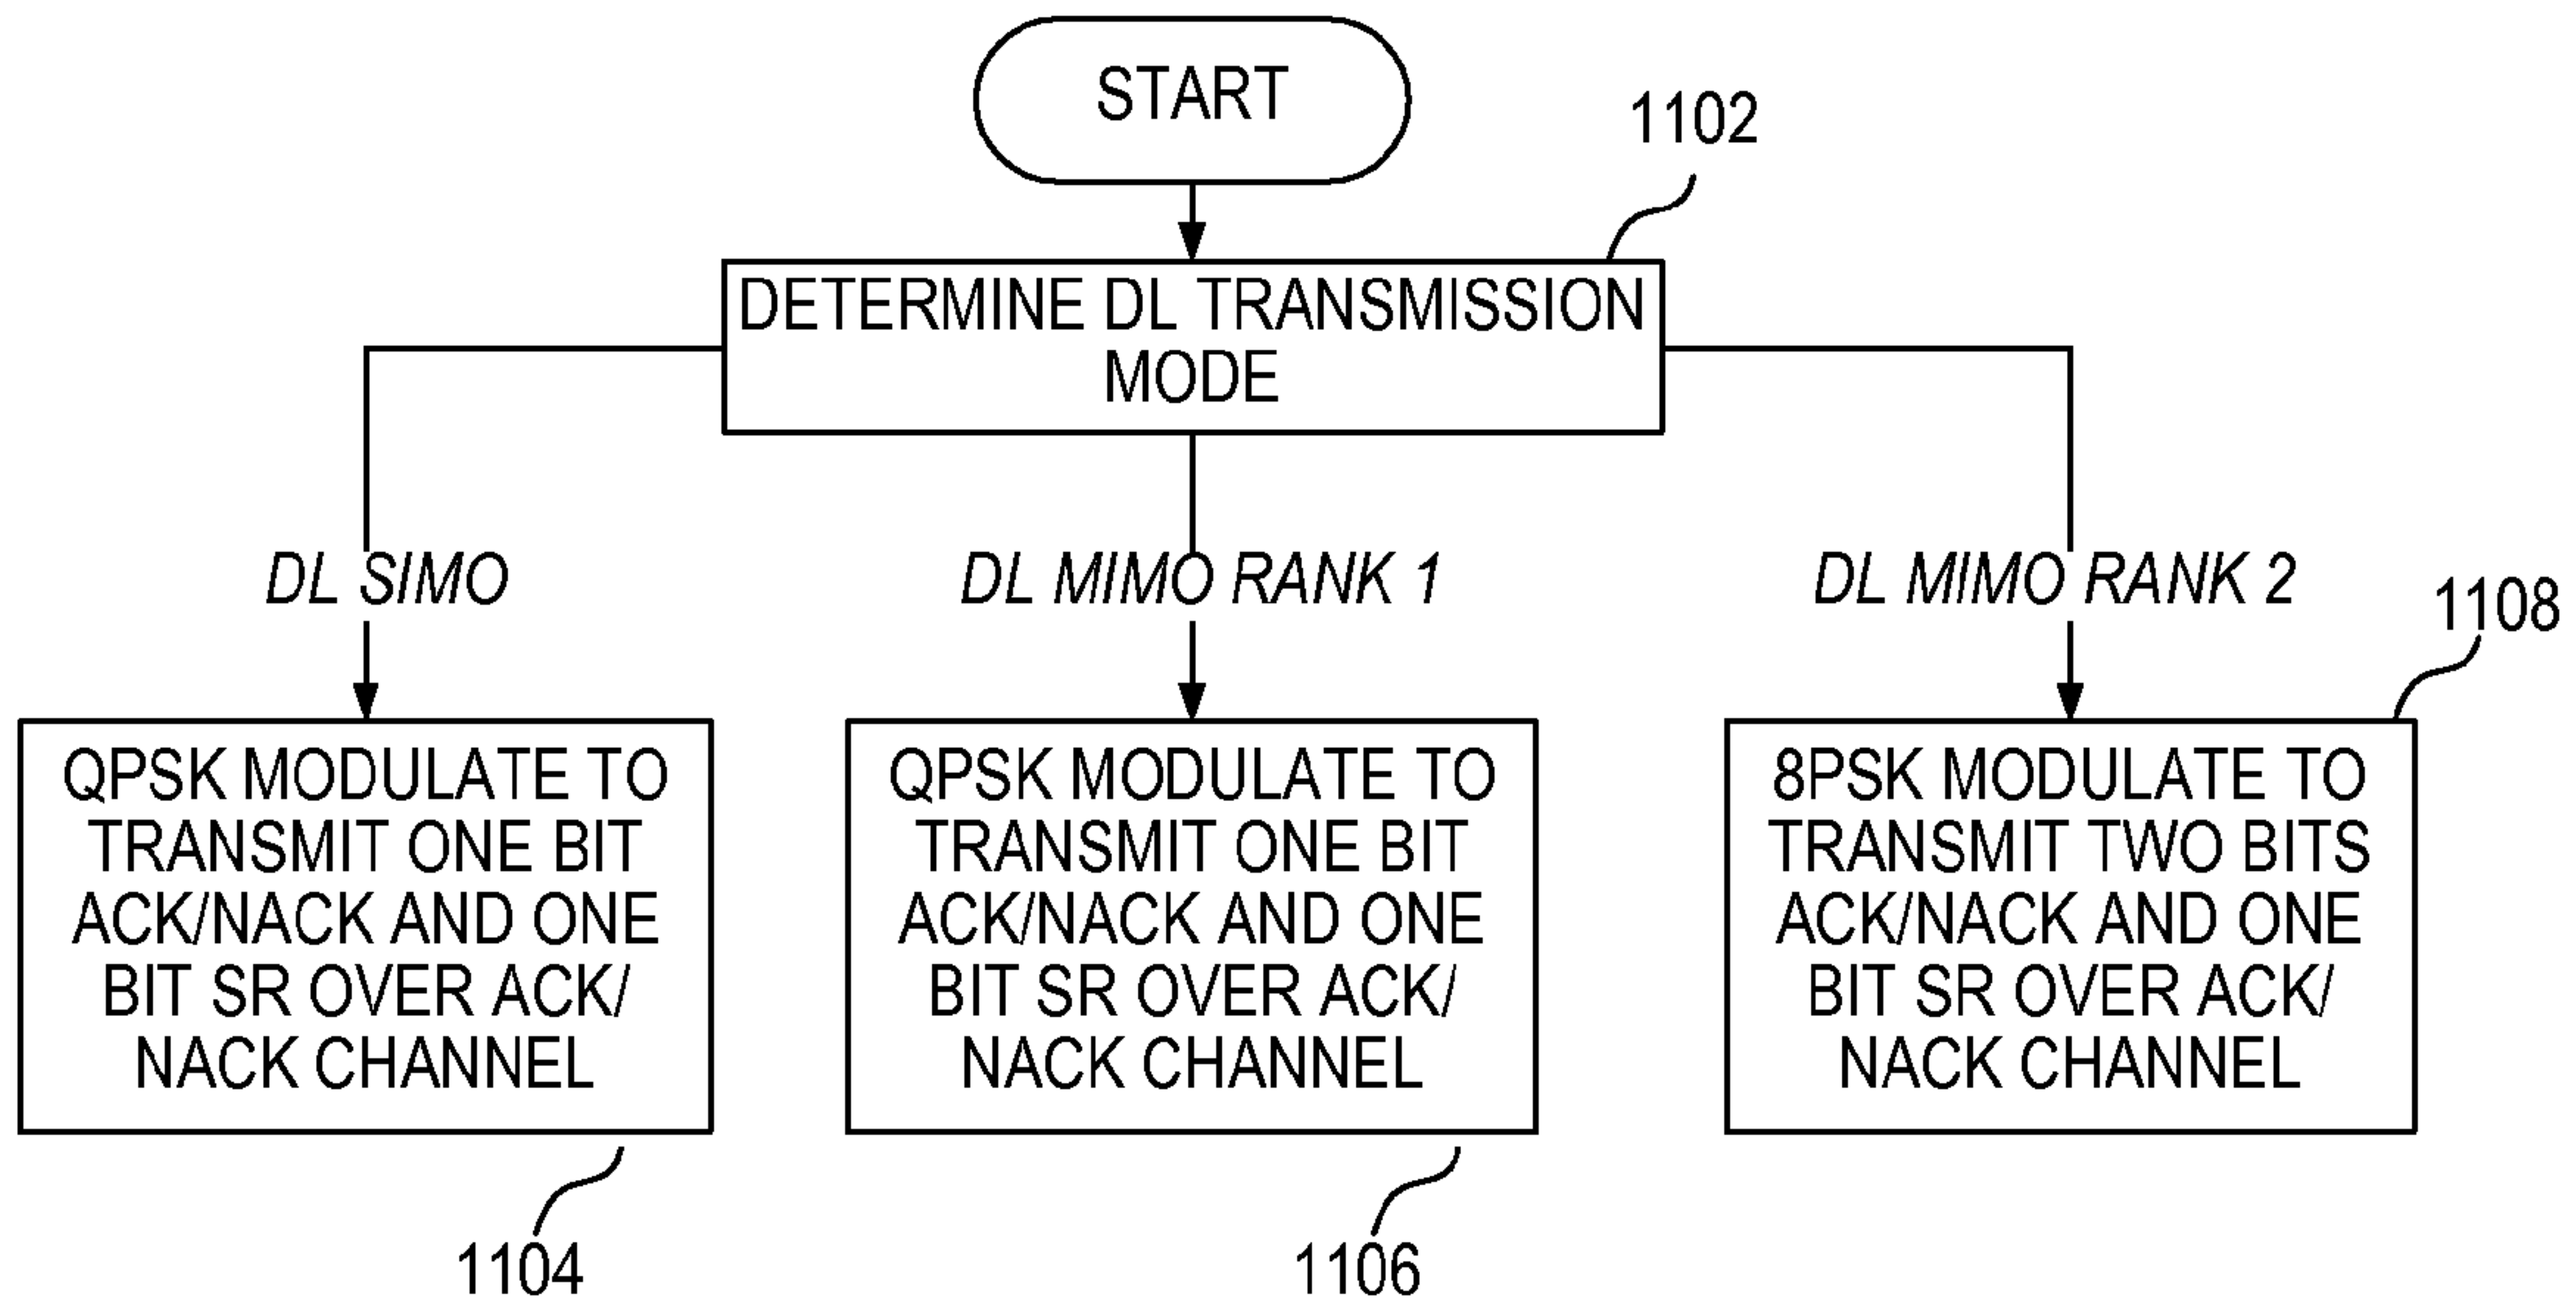 START
1102
DETERMINE DL TRANSMISSION
MODE
DL SIMO
DL MIMO RANK 1
DL MIMO RANK 2
1108
QPSK MODULATE TO
TRANSMIT ONE BIT
ACK/NACK AND ONE
BIT SR OVER ACK/
NACK CHANNEL
1104
QPSK MODULATE TO
TRANSMIT ONE BIT
ACK/NACK AND ONE
BIT SR OVER ACK/
NACK CHANNEL
1106
8PSK MODULATE TO
TRANSMIT TWO BITS
ACK/NACK AND ONE
BIT SR OVER ACK/
NACK CHANNEL